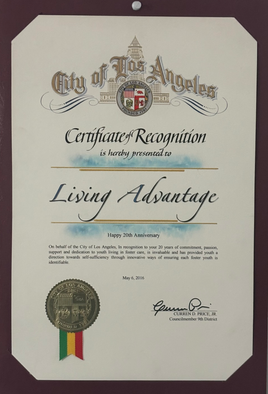 City of Los Angeles
Certificate of Recognition
is hereby presented to
Living Advantage
Happy 20th Anniversary
On behalf of the City of Los Angeles. In recognition to your 20 years of commitment, passion,
support and dedication to youth living in foster care, is invaluable and has provided youth a
direction towards self-sufficiency through innovative ways of ensuring each foster youth is
identifiable.
May 6, 2016
CURREN D. PRICE, JR.
Councilmember 9th District